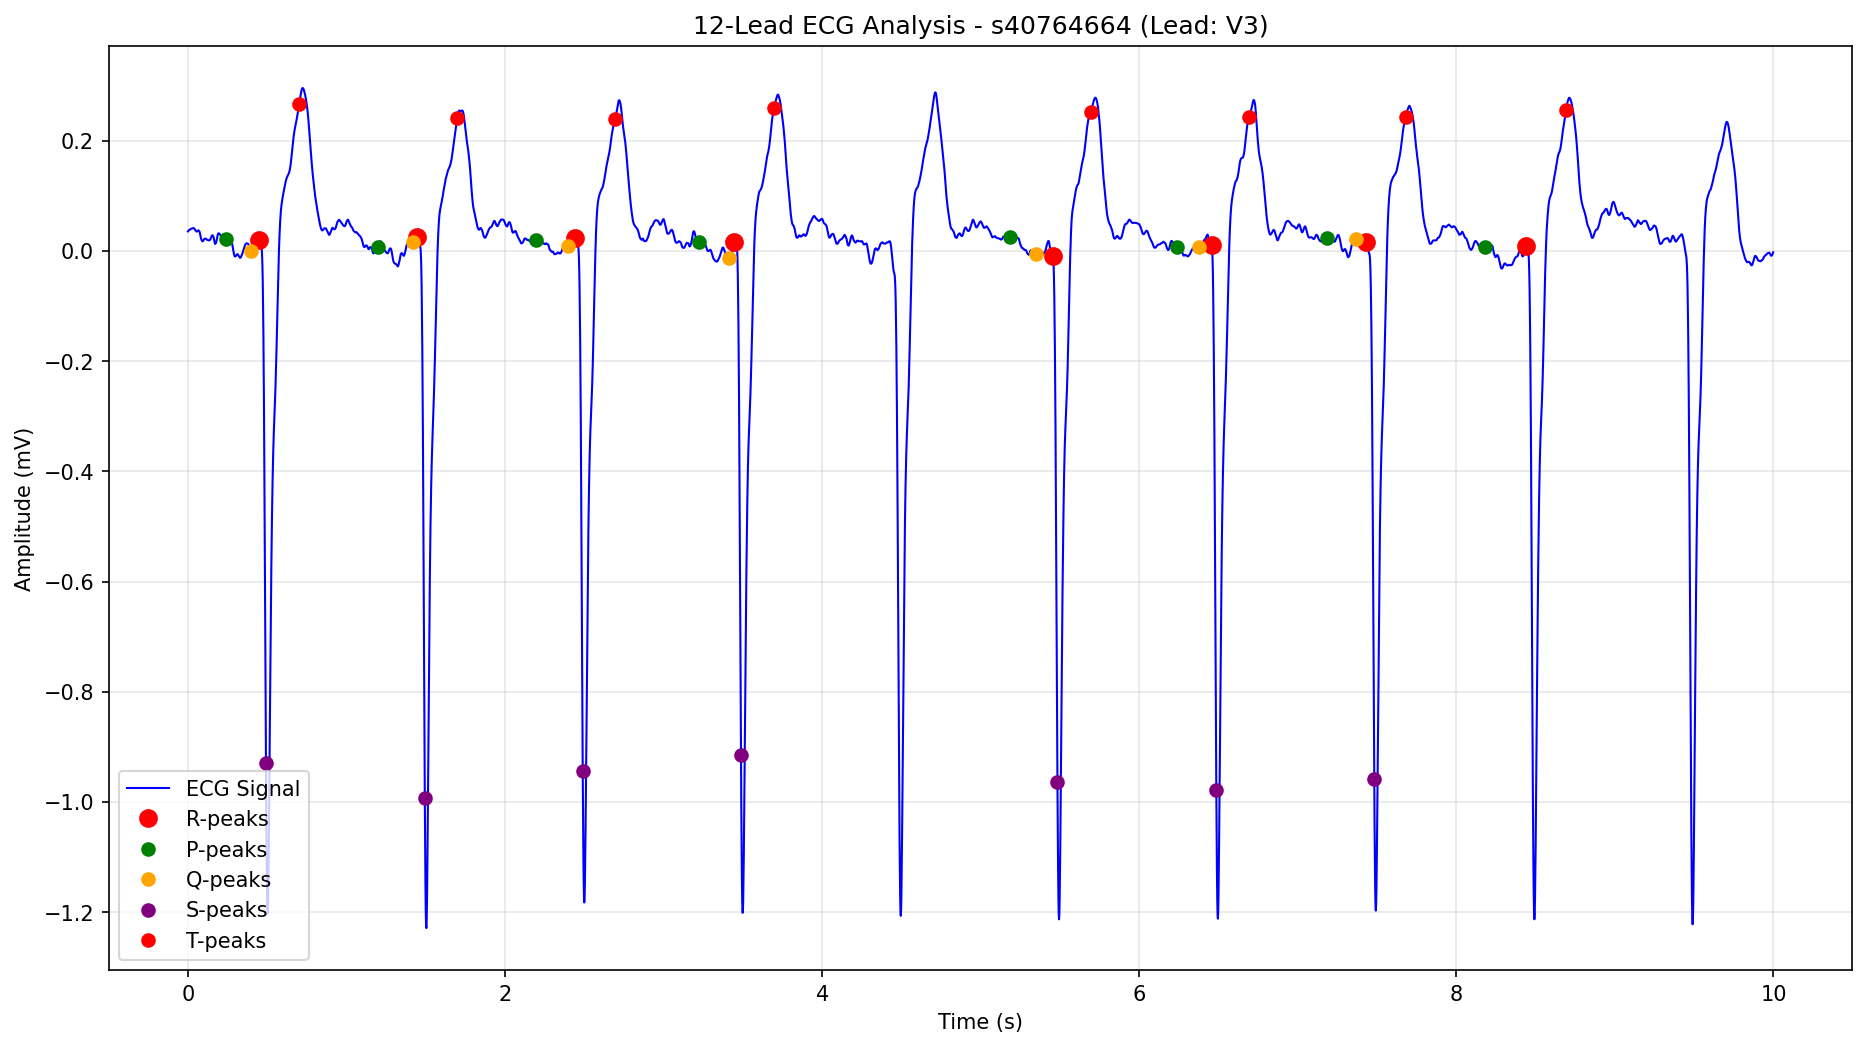 12-Lead ECG Analysis - s40764664 (Lead: V3)
Amplitude (mV)
0.2
0.0
−0.2
−0.4
−0.6
−0.8
−1.0
−1.2
ECG Signal
R-peaks
P-peaks
Q-peaks
S-peaks
T-peaks
0 2 4 6 8 10
Time (s)